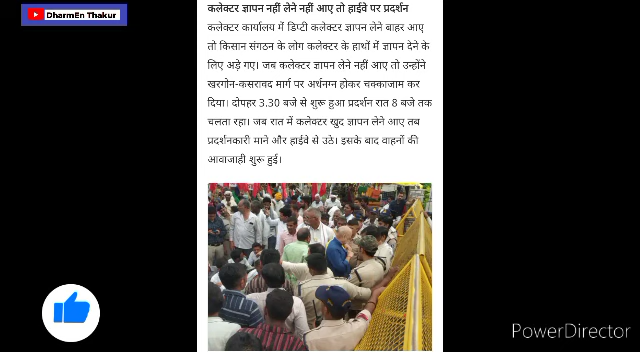 DharmEn Thakur
कलेक्टर ज्ञापन नहीं लेने नहीं आए तो हाईवे पर प्रदर्शन
कलेक्टर कार्यालय में डिप्टी कलेक्टर ज्ञापन लेने बाहर आए
तो किसान संगठन के लोग कलेक्टर के हाथों में ज्ञापन देने के
लिए अड़े गए। जब कलेक्टर ज्ञापन लेने नहीं आए तो उन्होंने
खरगोन-कसरावद मार्ग पर अर्धनग्न होकर चक्काजाम कर
दिया। दोपहर 3.30 बजे से शुरू हुआ प्रदर्शन रात 8 बजे तक
चलता रहा। जब रात में कलेक्टर खुद ज्ञापन लेने आए तब
प्रदर्शनकारी माने और हाईवे से उठे। इसके बाद वाहनों की
आवाजाही शुरू हुई।
PowerDirector